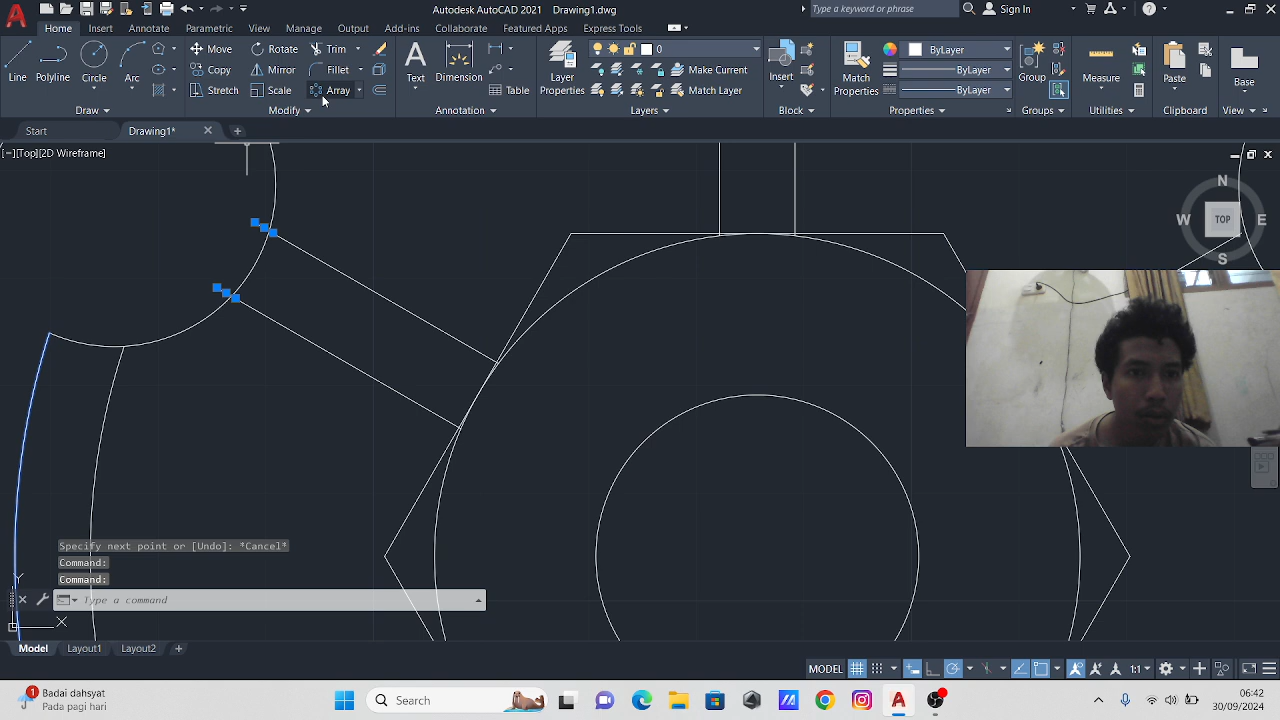 Autodesk AutoCAD 2021 Drawing1.dwg
Type a keyword or phrase
Sign In
Home Insert Annotate Parametric View Manage Output Add-ins Collaborate Express Tools Featured Apps
Line Polyline Circle Arc
Move Rotate Trim
Copy Mirror Fillet
Stretch Scale Array
Text Dimension Table
Layer Properties
0
Make Current
Match Layer
Insert
Match Properties
ByLayer
ByLayer
ByLayer
Group
Measure
Paste
Base
Draw Modify Annotation Layers Block Properties Groups Utilities Clipboard View
Start Drawing1*
[−][Top][2D Wireframe]
N
W TOP E
S
Specify next point or [Undo]: *Cancel*
Command:
Command:
Type a command
Y
X
Model Layout1 Layout2
MODEL
1:1
1
Badai dahsyat
Pada pagi hari
Search
06:42
30/09/2024